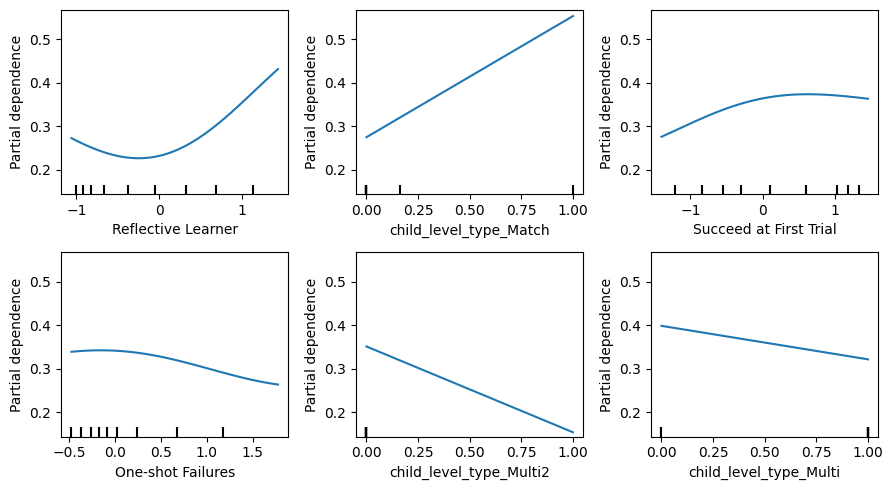 Partial dependence
0.5
0.4
0.3
0.2
−1 0 1
Reflective Learner
Partial dependence
0.5
0.4
0.3
0.2
0.00 0.25 0.50 0.75 1.00
child_level_type_Match
Partial dependence
0.5
0.4
0.3
0.2
−1 0 1
Succeed at First Trial
Partial dependence
0.5
0.4
0.3
0.2
−0.5 0.0 0.5 1.0 1.5
One-shot Failures
Partial dependence
0.5
0.4
0.3
0.2
0.00 0.25 0.50 0.75 1.00
child_level_type_Multi2
Partial dependence
0.5
0.4
0.3
0.2
0.00 0.25 0.50 0.75 1.00
child_level_type_Multi